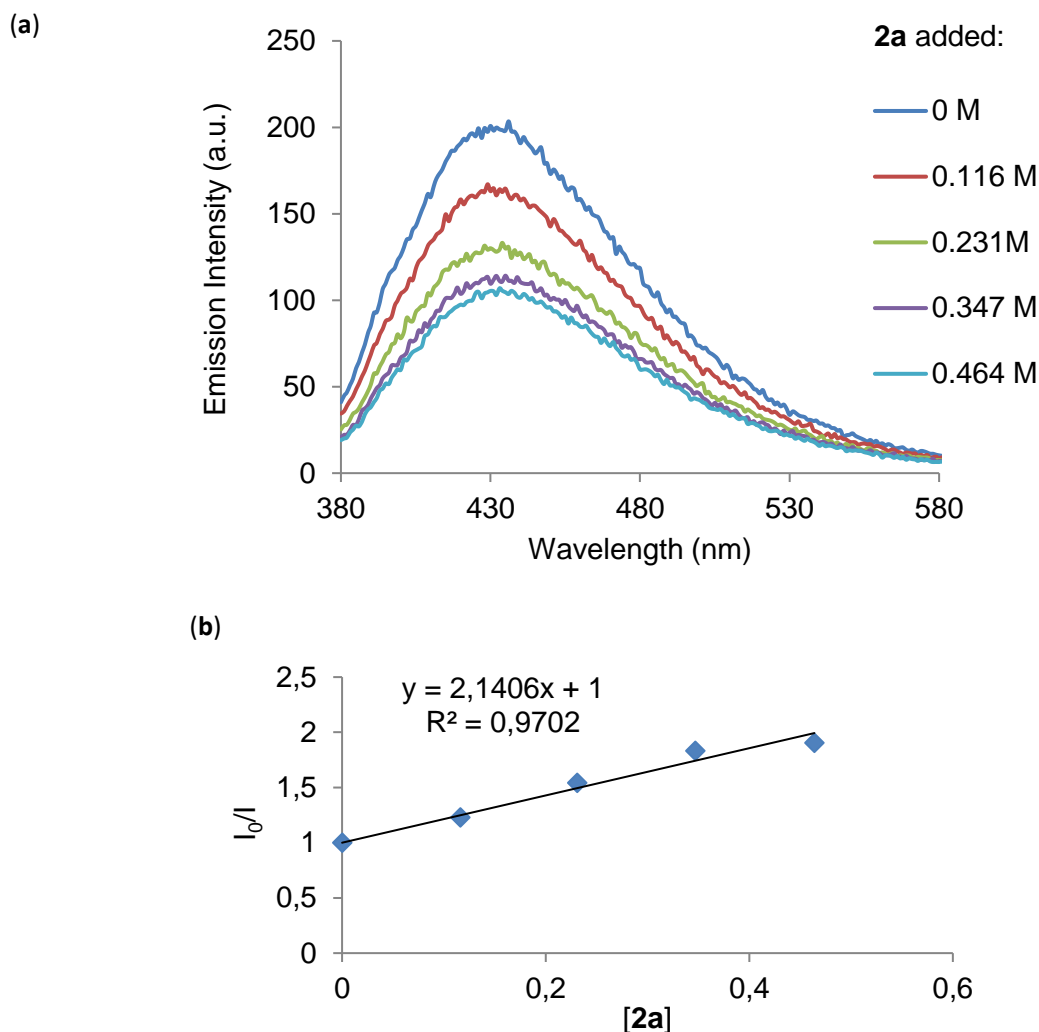 (a)
2a added:
250
200
150
100
50
0
Emission Intensity (a.u.)
380
430
480
530
580
Wavelength (nm)
0 M
0.116 M
0.231M
0.347 M
0.464 M
(b)
y = 2,1406x + 1
R² = 0,9702
2,5
2
1,5
1
0,5
0
I₀/I
0
0,2
0,4
0,6
[2a]